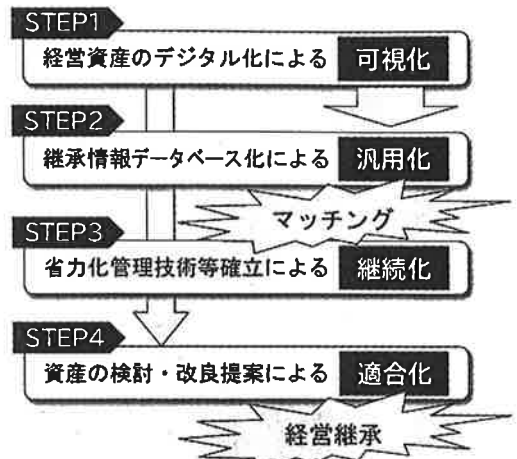 STEP1
経営資産のデジタル化による 可視化
STEP2
継承情報データベース化による 汎用化
マッチング
STEP3
省力化管理技術等確立による 継続化
STEP4
資産の検討・改良提案による 適合化
経営継承